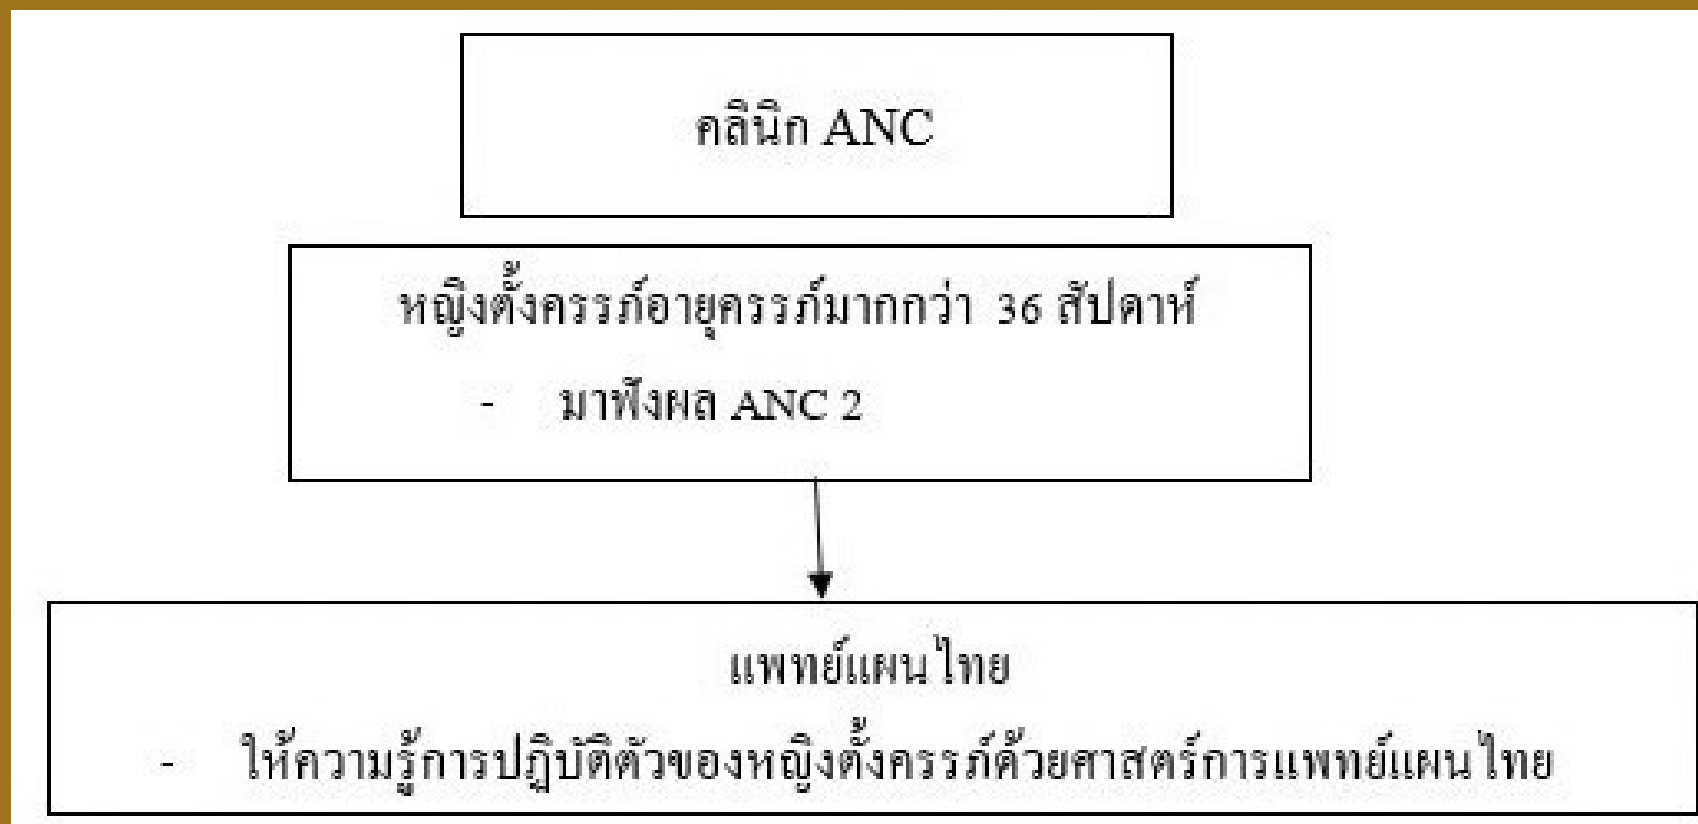 คลินิก ANC
หญิงตั้งครรภ์อายุครรภ์มากกว่า 36 สัปดาห์
- มาฟังผล ANC 2
แพทย์แผนไทย
- ให้ความรู้การปฏิบัติตัวของหญิงตั้งครรภ์ด้วยศาสตร์การแพทย์แผนไทย